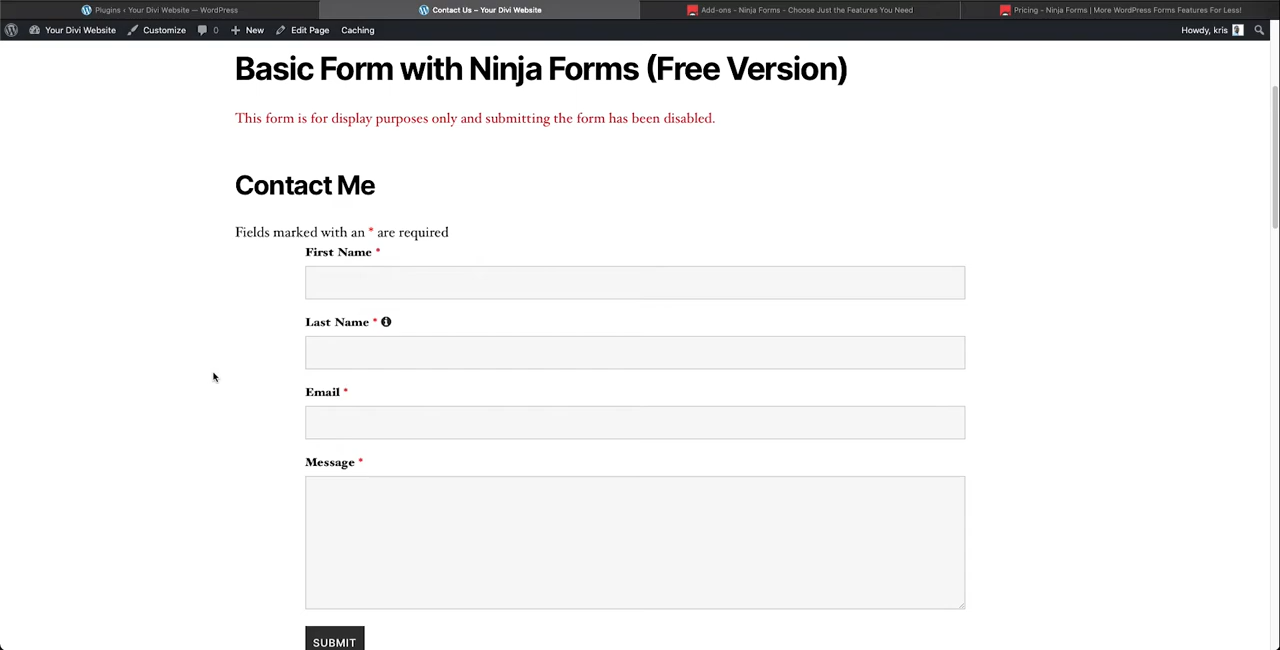 Plugins ‹ Your Divi Website — WordPress
Contact Us – Your Divi Website
Add-ons - Ninja Forms - Choose Just the Features You Need
Pricing - Ninja Forms | More WordPress Forms Features For Less!
Your Divi Website
Customize
0
New
Edit Page
Caching
Howdy, kris
Basic Form with Ninja Forms (Free Version)
This form is for display purposes only and submitting the form has been disabled.
Contact Me
Fields marked with an * are required
First Name *
Last Name *
Email *
Message *
SUBMIT